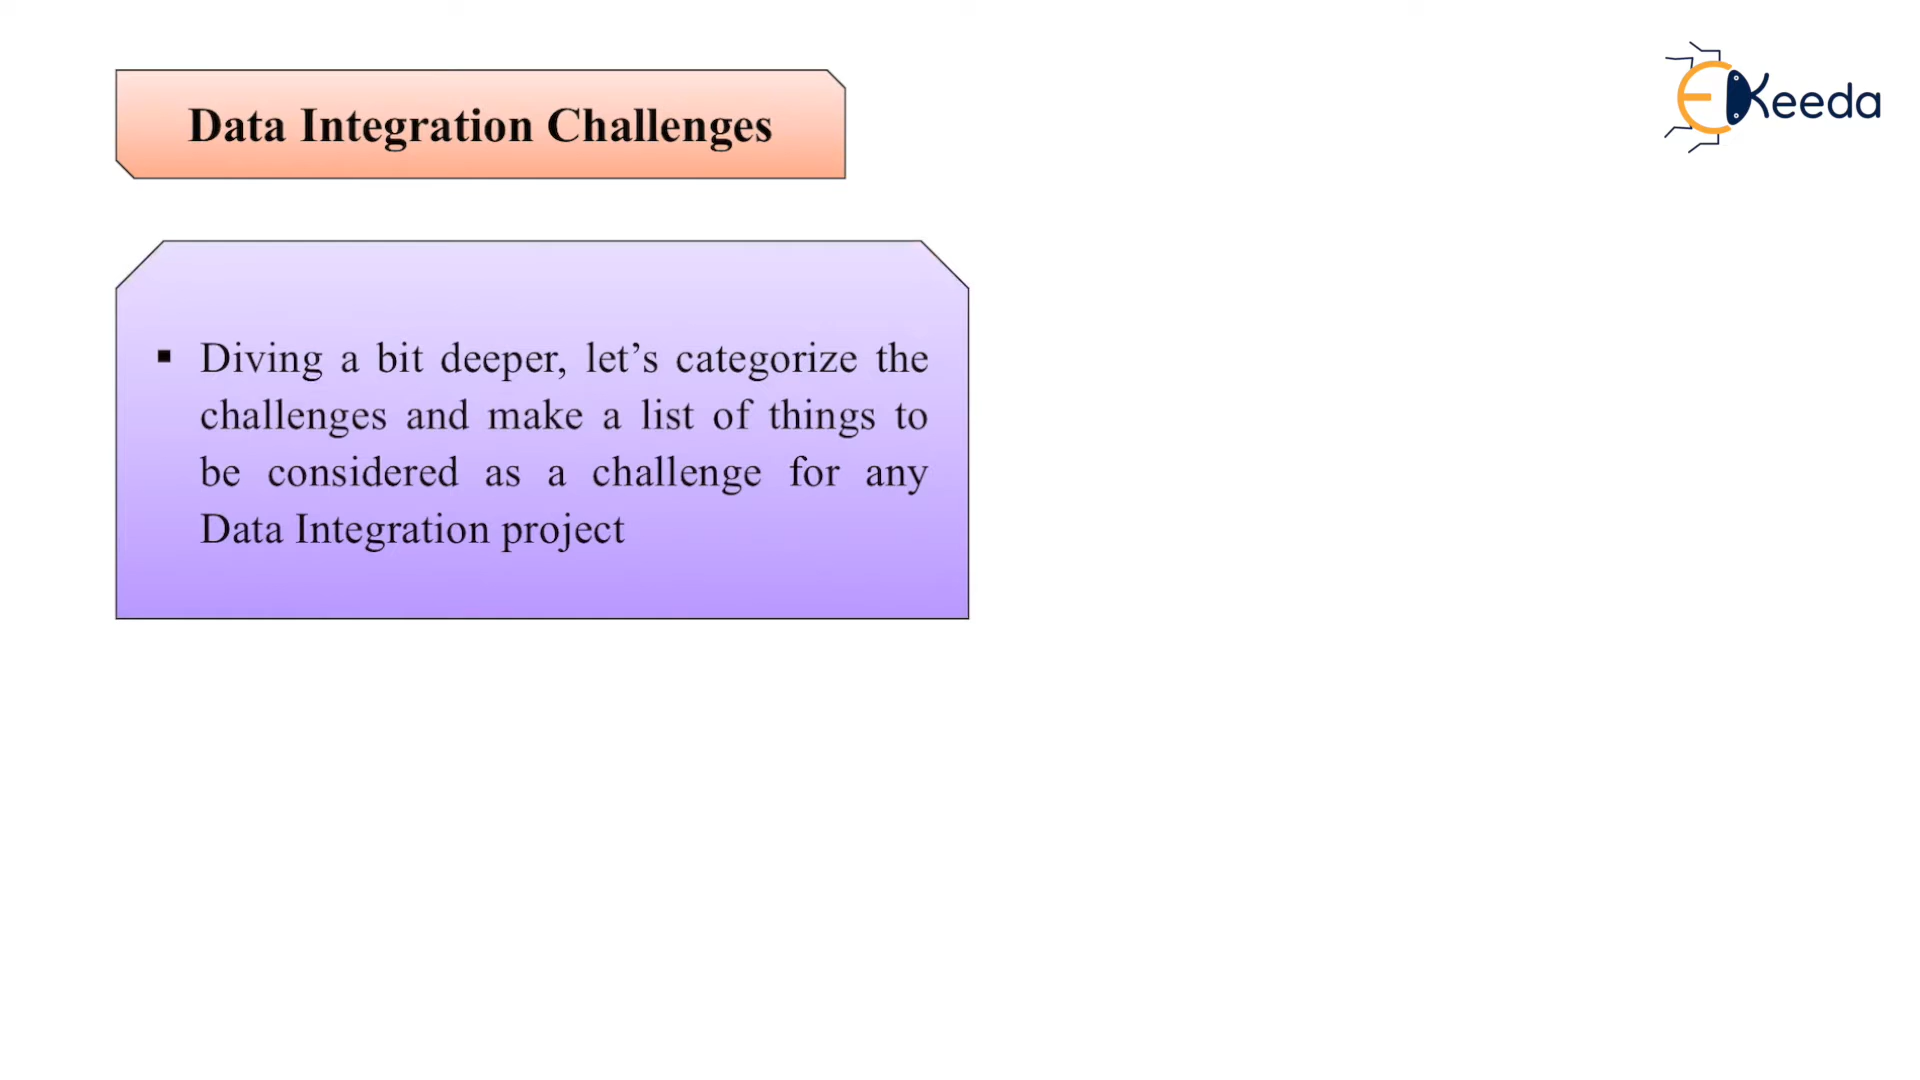 EKeeda
Data Integration Challenges
▪ Diving a bit deeper, let’s categorize the
challenges and make a list of things to
be considered as a challenge for any
Data Integration project